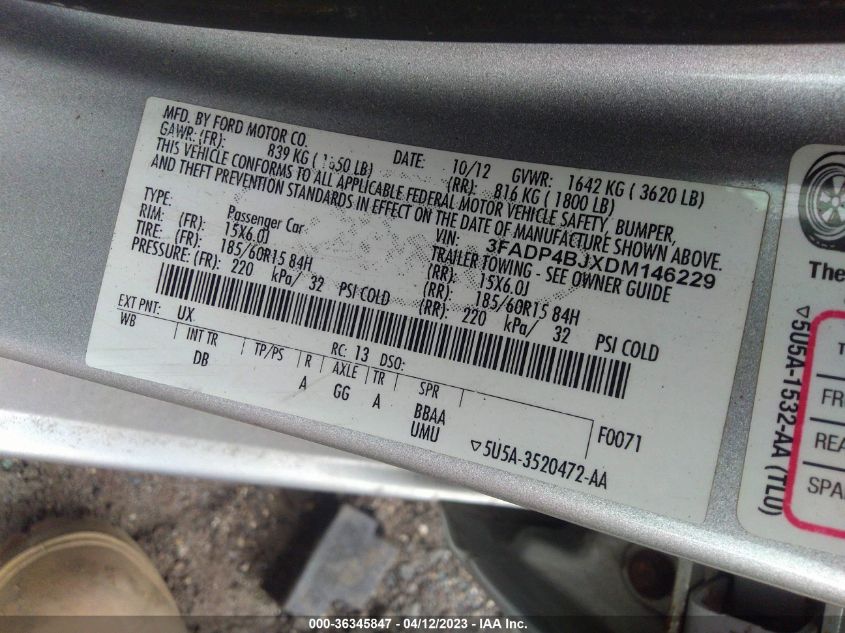 MFD. BY FORD MOTOR CO.
DATE: 10/12 GVWR: 1642 KG ( 3620 LB)
GAWR: (FR): 839 KG ( 1850 LB) (RR): 816 KG ( 1800 LB)
THIS VEHICLE CONFORMS TO ALL APPLICABLE FEDERAL MOTOR VEHICLE SAFETY, BUMPER,
AND THEFT PREVENTION STANDARDS IN EFFECT ON THE DATE OF MANUFACTURE SHOWN ABOVE.
VIN: 3FADP4BJXDM146229
TYPE: Passenger Car TRAILER TOWING - SEE OWNER GUIDE
RIM: (FR): 15X6.0J (RR): 15X6.0J
TIRE: (FR): 185/60R15 84H (RR): 185/60R15 84H
PRESSURE: (FR): 220 kPa/ 32 PSI COLD (RR): 220 kPa/ 32 PSI COLD
EXT PNT: UX RC: 13 DSO:
WB INT TR TP/PS R AXLE TR SPR
DB A GG A BBAA
UMU
F0071
▽5U5A-3520472-AA
The
T
FR
REA
SPA
▽5U5A-1532-AA (TLU)
000-36345847 - 04/12/2023 - IAA Inc.